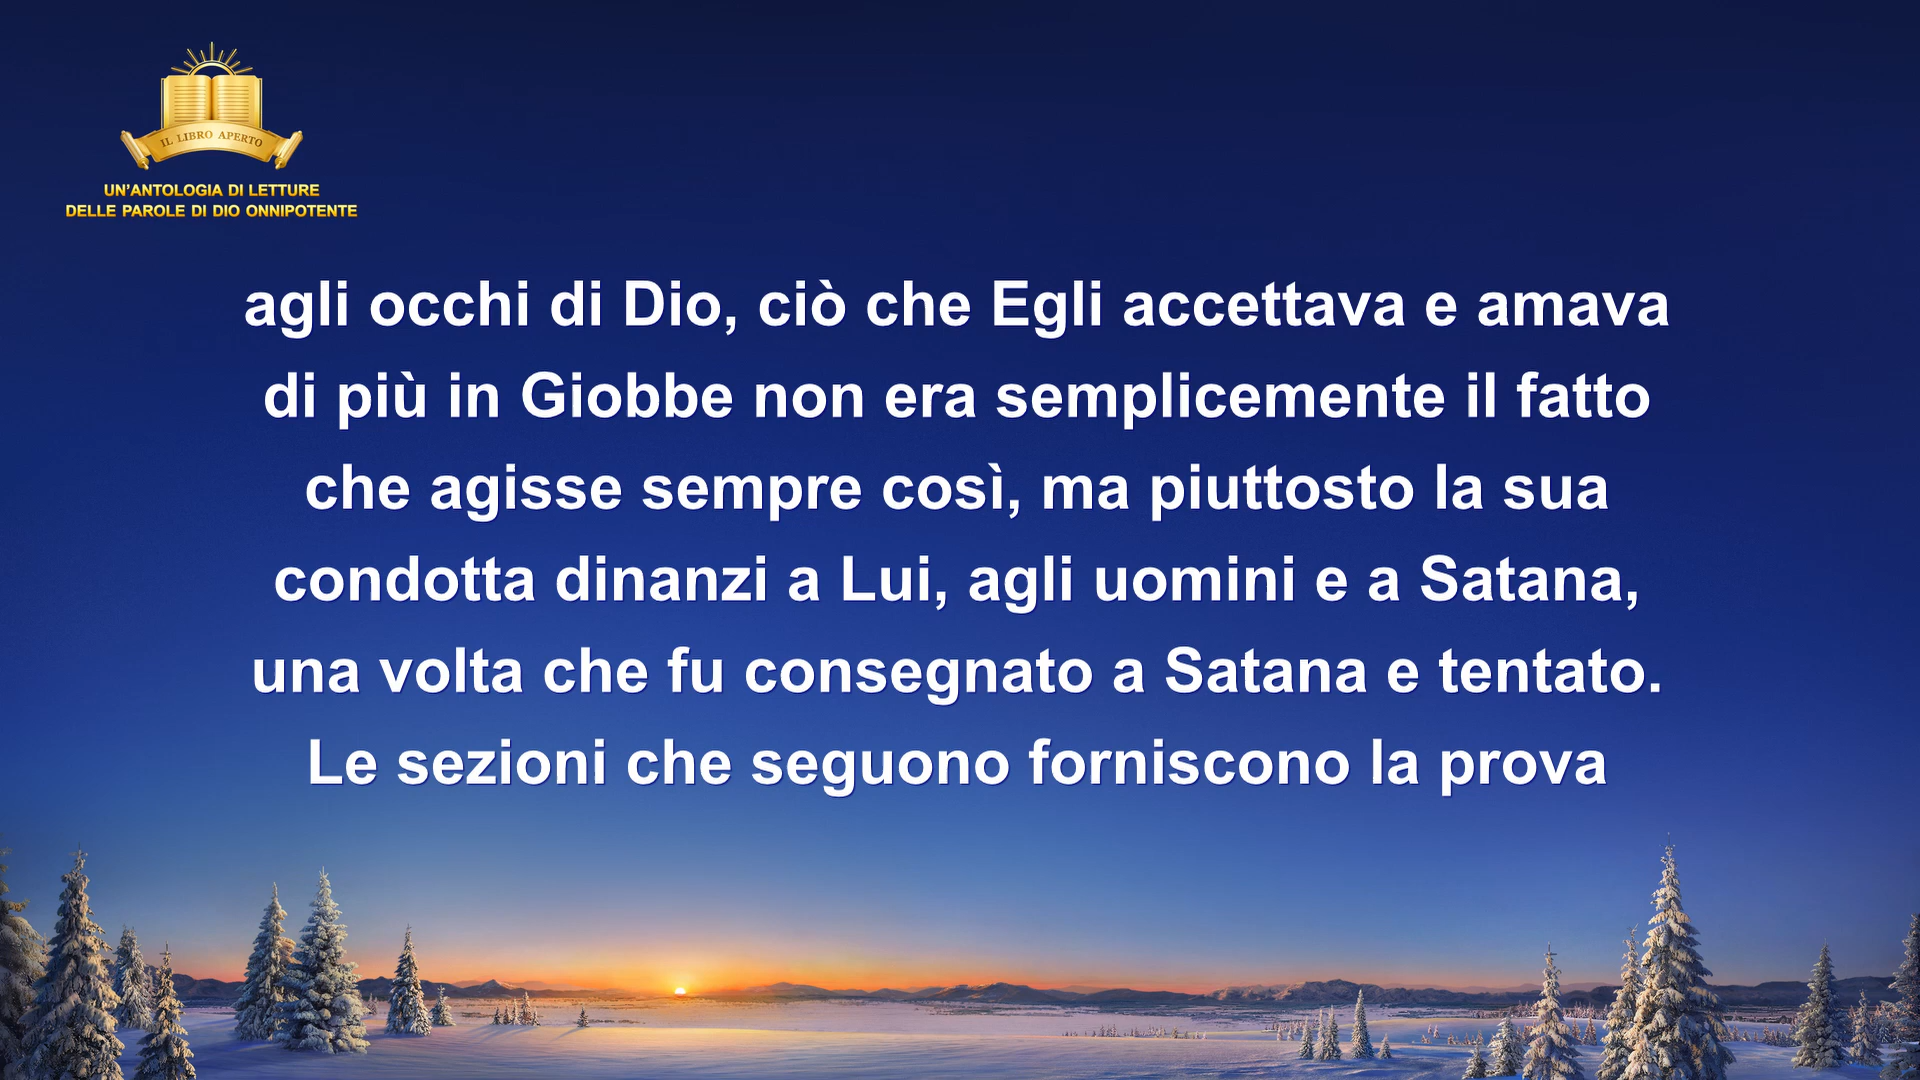 IL LIBRO APERTO
UN'ANTOLOGIA DI LETTURE
DELLE PAROLE DI DIO ONNIPOTENTE
agli occhi di Dio, ciò che Egli accettava e amava
di più in Giobbe non era semplicemente il fatto
che agisse sempre così, ma piuttosto la sua
condotta dinanzi a Lui, agli uomini e a Satana,
una volta che fu consegnato a Satana e tentato.
Le sezioni che seguono forniscono la prova